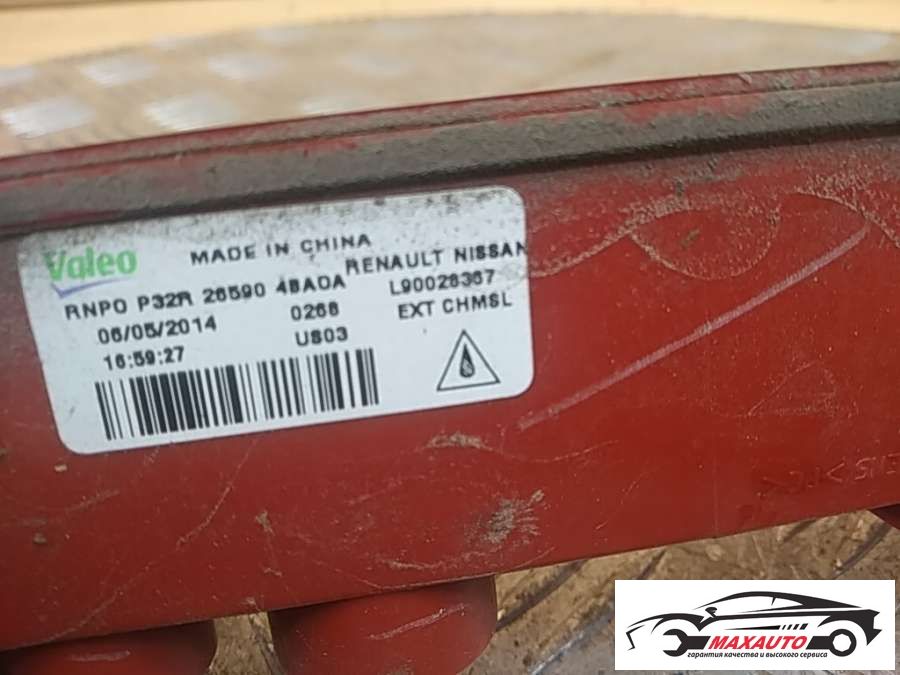 Valeo MADE IN CHINA
RENAULT NISSAN
RNPO P32R 26590 4BA0A L90028367
06/05/2014 0268 EXT CHMSL
16:59:27 US03
MAXAUTO
гарантия качества и высокого сервиса